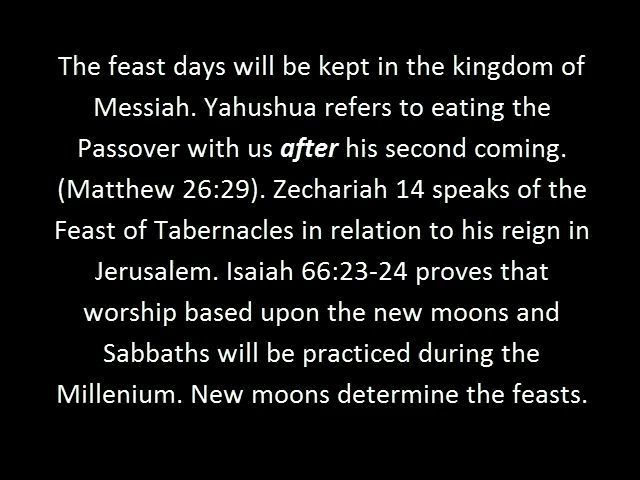 The feast days will be kept in the kingdom of
Messiah. Yahushua refers to eating the
Passover with us after his second coming.
(Matthew 26:29). Zechariah 14 speaks of the
Feast of Tabernacles in relation to his reign in
Jerusalem. Isaiah 66:23-24 proves that
worship based upon the new moons and
Sabbaths will be practiced during the
Millenium. New moons determine the feasts.